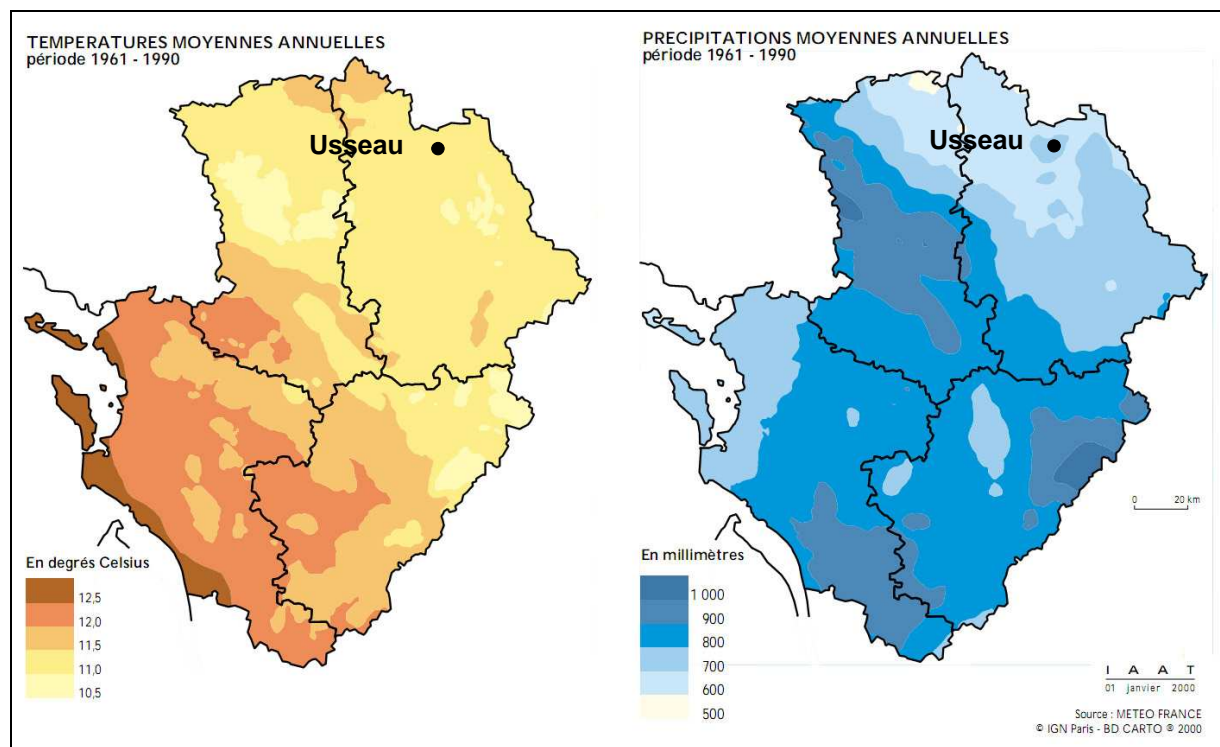 TEMPERATURES MOYENNES ANNUELLES
période 1961 - 1990
Usseau
En degrés Celsius
12,5
12,0
11,5
11,0
10,5
PRECIPITATIONS MOYENNES ANNUELLES
période 1961 - 1990
Usseau
0 20 km
En millimètres
1 000
900
800
700
600
500
I A A T
01 janvier 2000
Source : METEO FRANCE
© IGN Paris - BD CARTO ® 2000